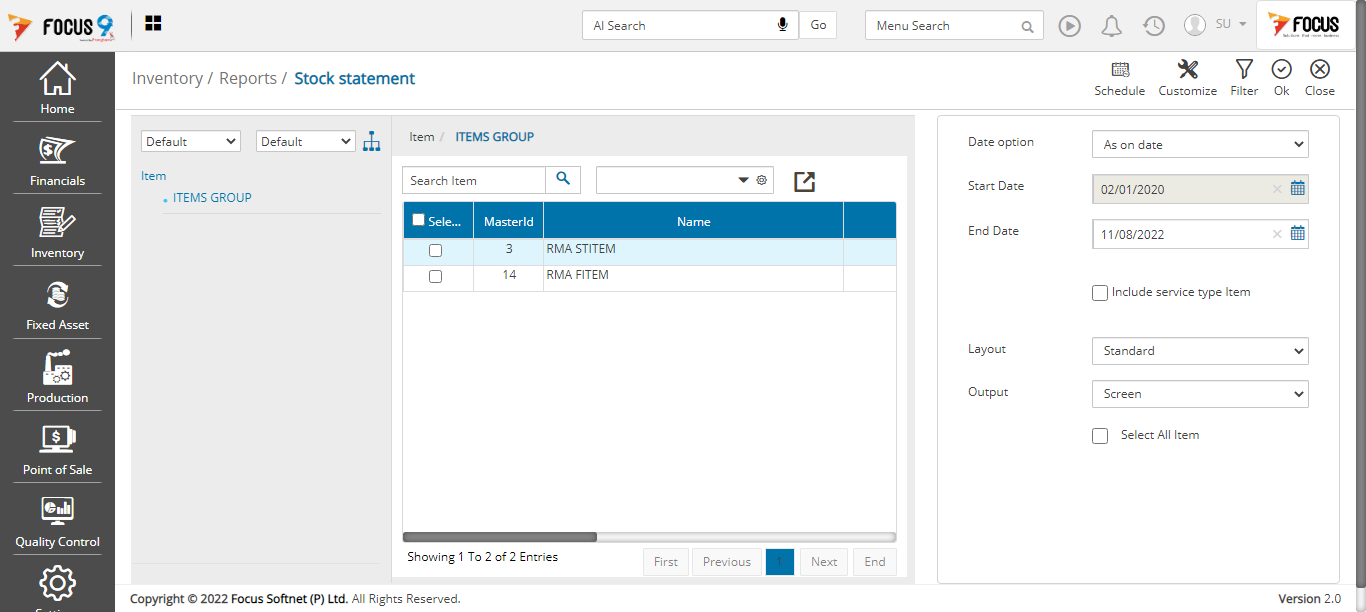 FOCUS 9
AI Search
Go
Menu Search
SU
FOCUS
Home
Financials
Inventory
Fixed Asset
Production
Point of Sale
Quality Control
Inventory / Reports / Stock statement
Schedule
Customize
Filter
Ok
Close
Default
Default
Item
ITEMS GROUP
Item / ITEMS GROUP
Search Item
Sele... MasterId Name
3 RMA STITEM
14 RMA FITEM
Showing 1 To 2 of 2 Entries
First Previous 1 Next End
Date option As on date
Start Date 02/01/2020
End Date 11/08/2022
Include service type Item
Layout Standard
Output Screen
Select All Item
Copyright © 2022 Focus Softnet (P) Ltd. All Rights Reserved.
Version 2.0